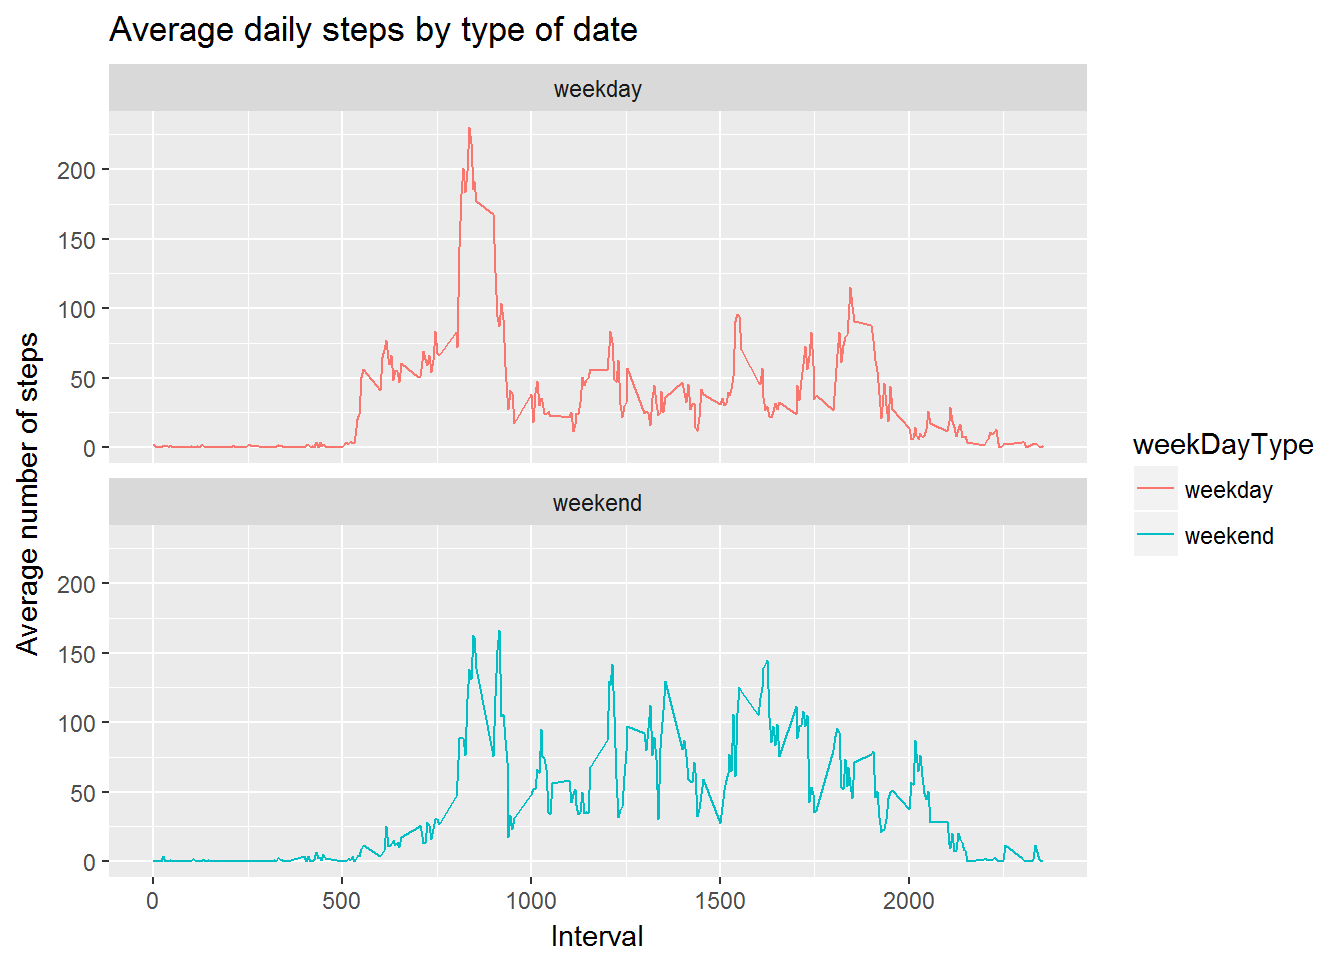 Average daily steps by type of date
weekday
200
150
100
50
0
weekend
200
150
100
50
0
0 500 1000 1500 2000
Interval
Average number of steps
weekDayType
weekday
weekend